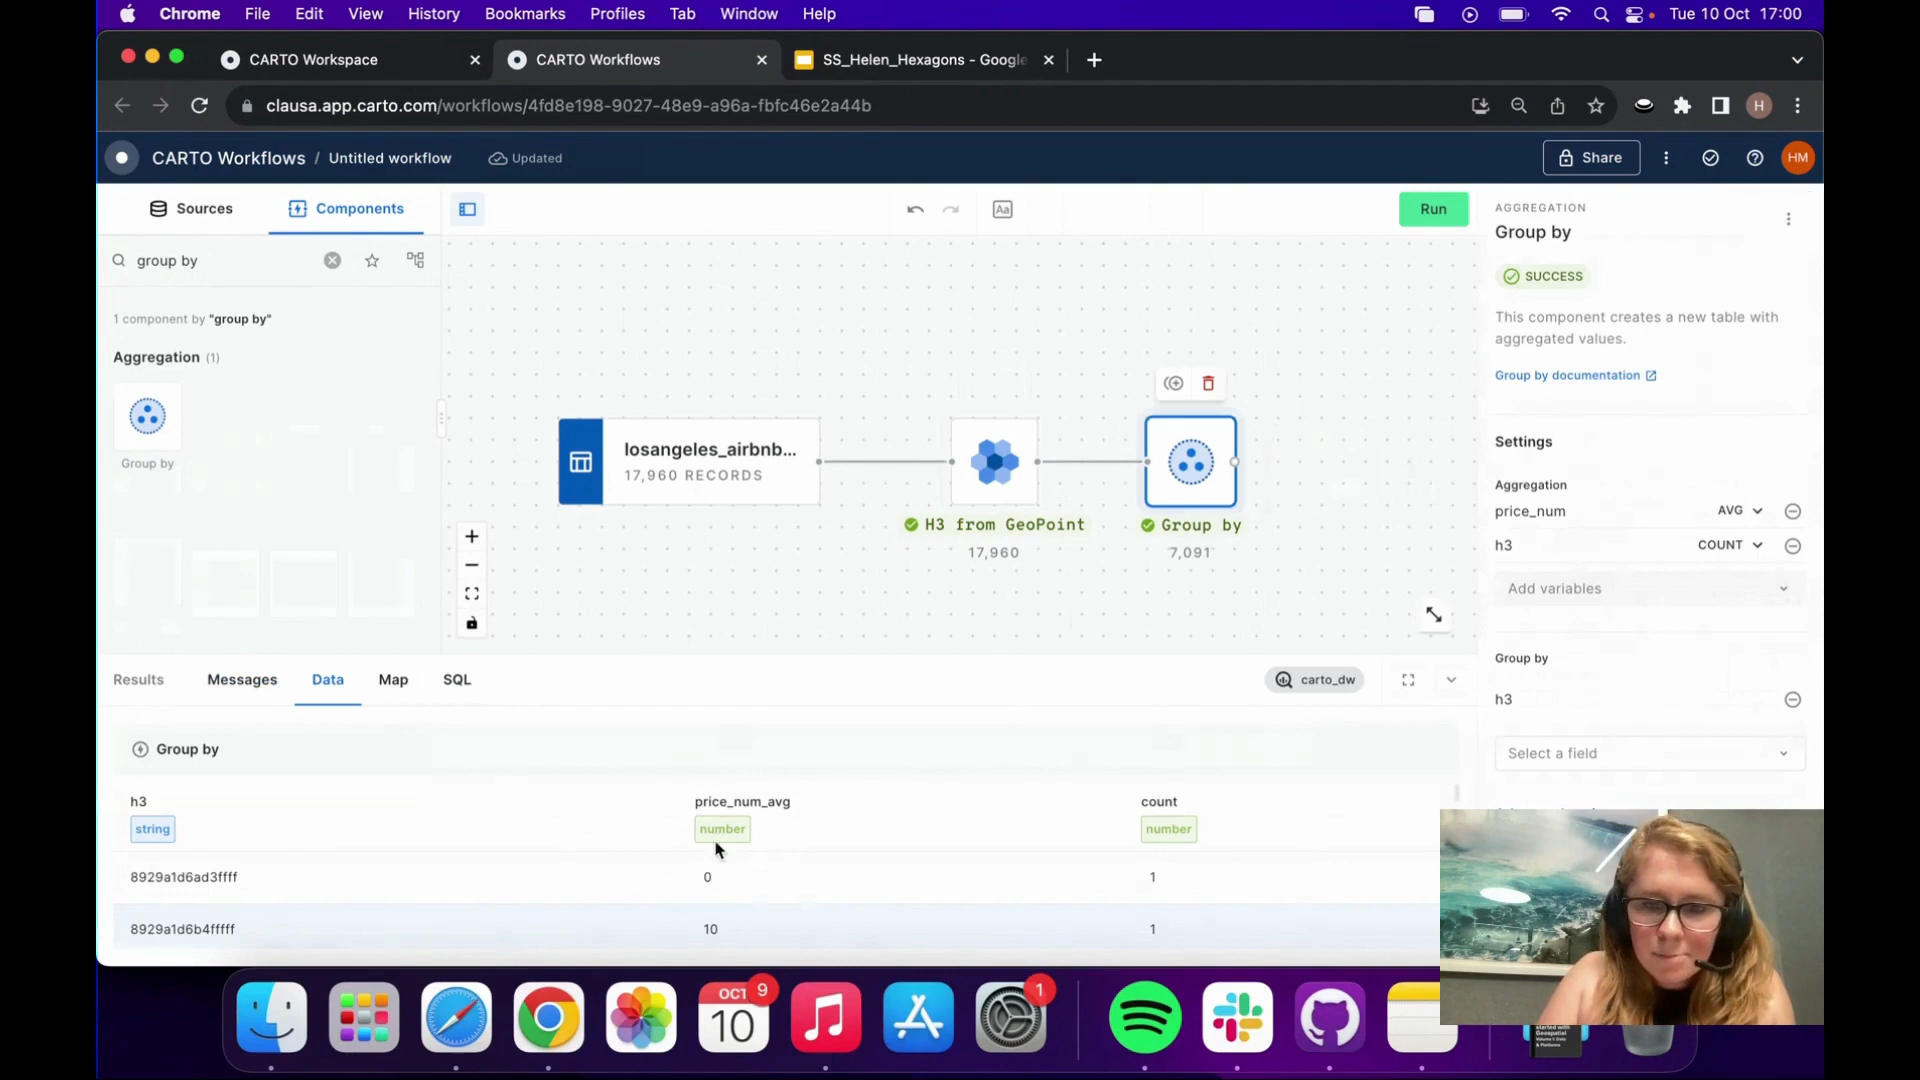 Chrome File Edit View History Bookmarks Profiles Tab Window Help Tue 10 Oct 17:00
CARTO Workspace CARTO Workflows SS_Helen_Hexagons - Google
clausa.app.carto.com/workflows/4fd8e198-9027-48e9-a96a-fbfc46e2a44b H
CARTO Workflows / Untitled workflow Updated Share HM
Sources Components Aa Run
group by
1 component by "group by"
Aggregation (1)
Group by
losangeles_airbnb...
17,960 RECORDS
H3 from GeoPoint
17,960
Group by
7,091
AGGREGATION
Group by
SUCCESS
This component creates a new table with
aggregated values.
Group by documentation
Settings
Aggregation
price_num AVG
h3 COUNT
Add variables
Group by
h3
Select a field
Results Messages Data Map SQL carto_dw
Group by
h3 price_num_avg count
string number number
8929a1d6ad3ffff 0 1
8929a1d6b4fffff 10 1
OCT 9
10
1
started with
Geospatial